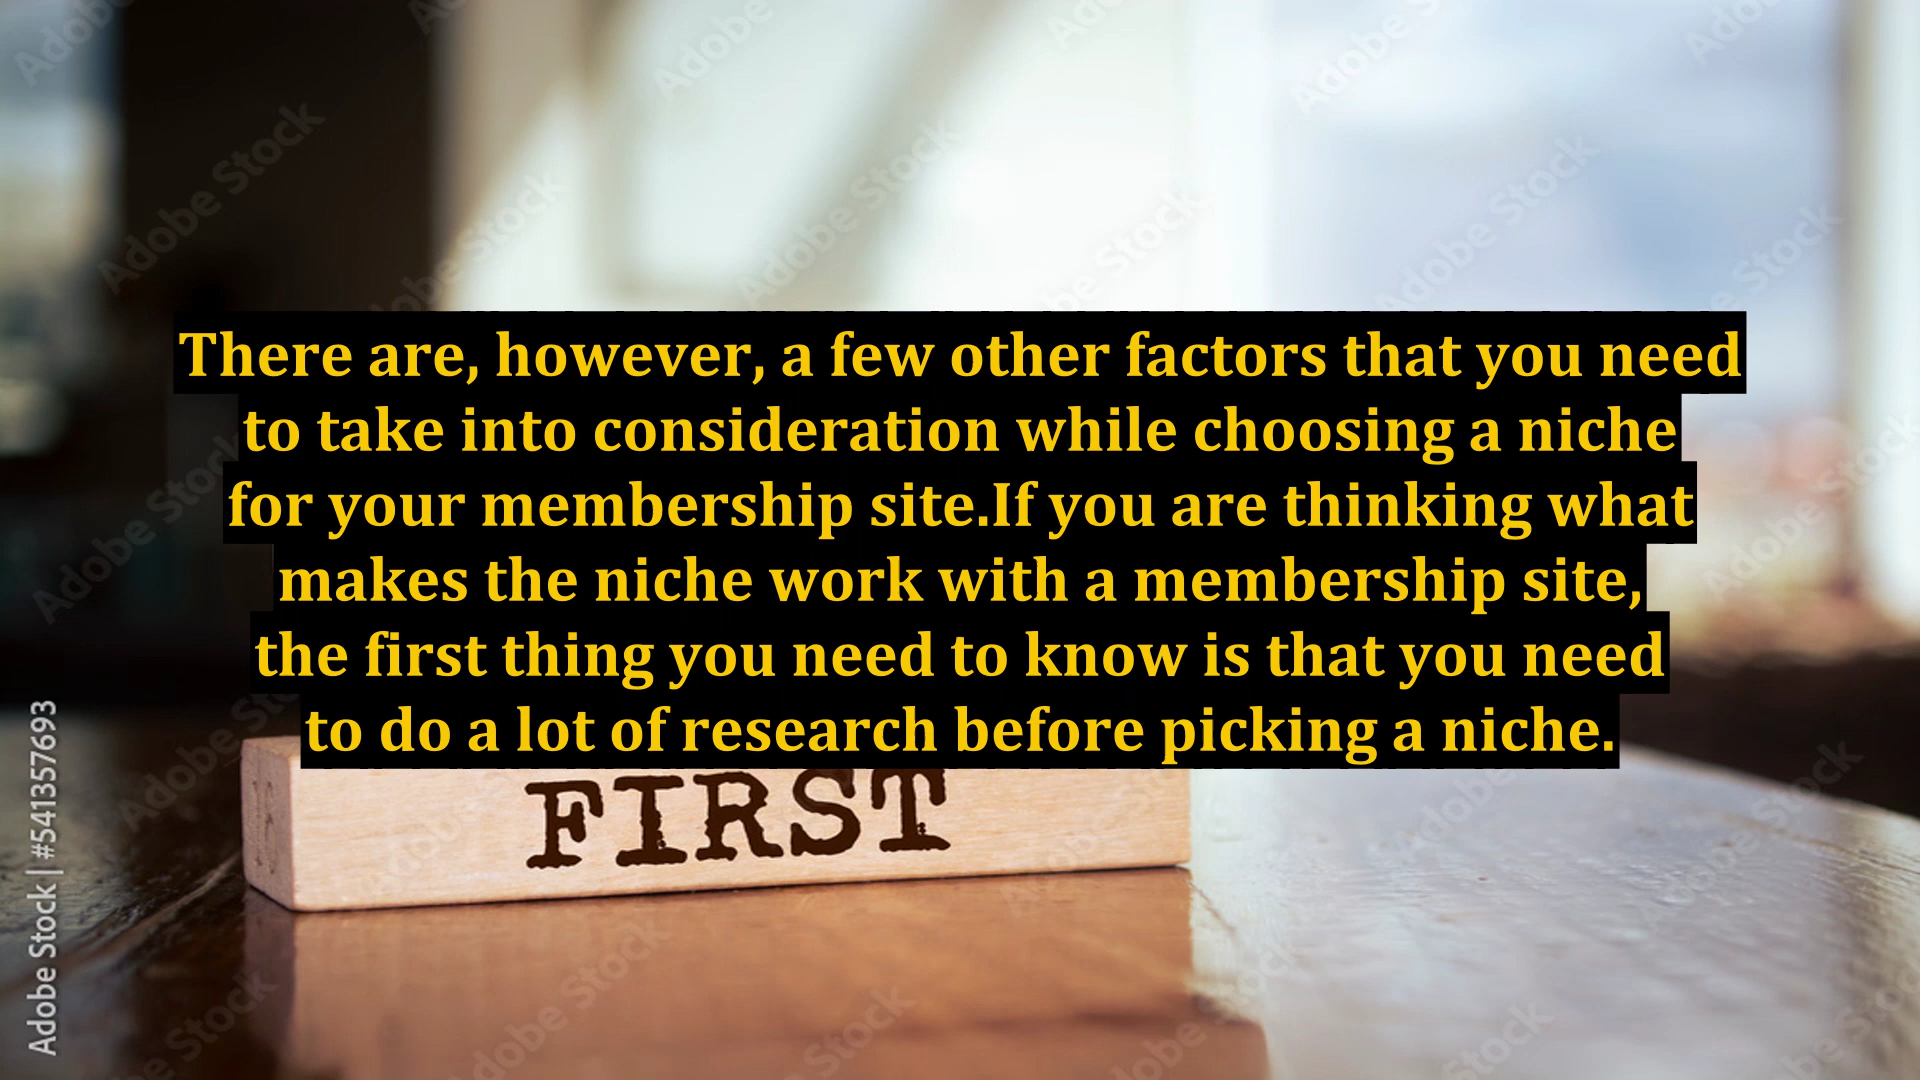 There are, however, a few other factors that you need
to take into consideration while choosing a niche
for your membership site.If you are thinking what
makes the niche work with a membership site,
the first thing you need to know is that you need
to do a lot of research before picking a niche.
FIRST
Adobe Stock | #541357693
Adobe Stock